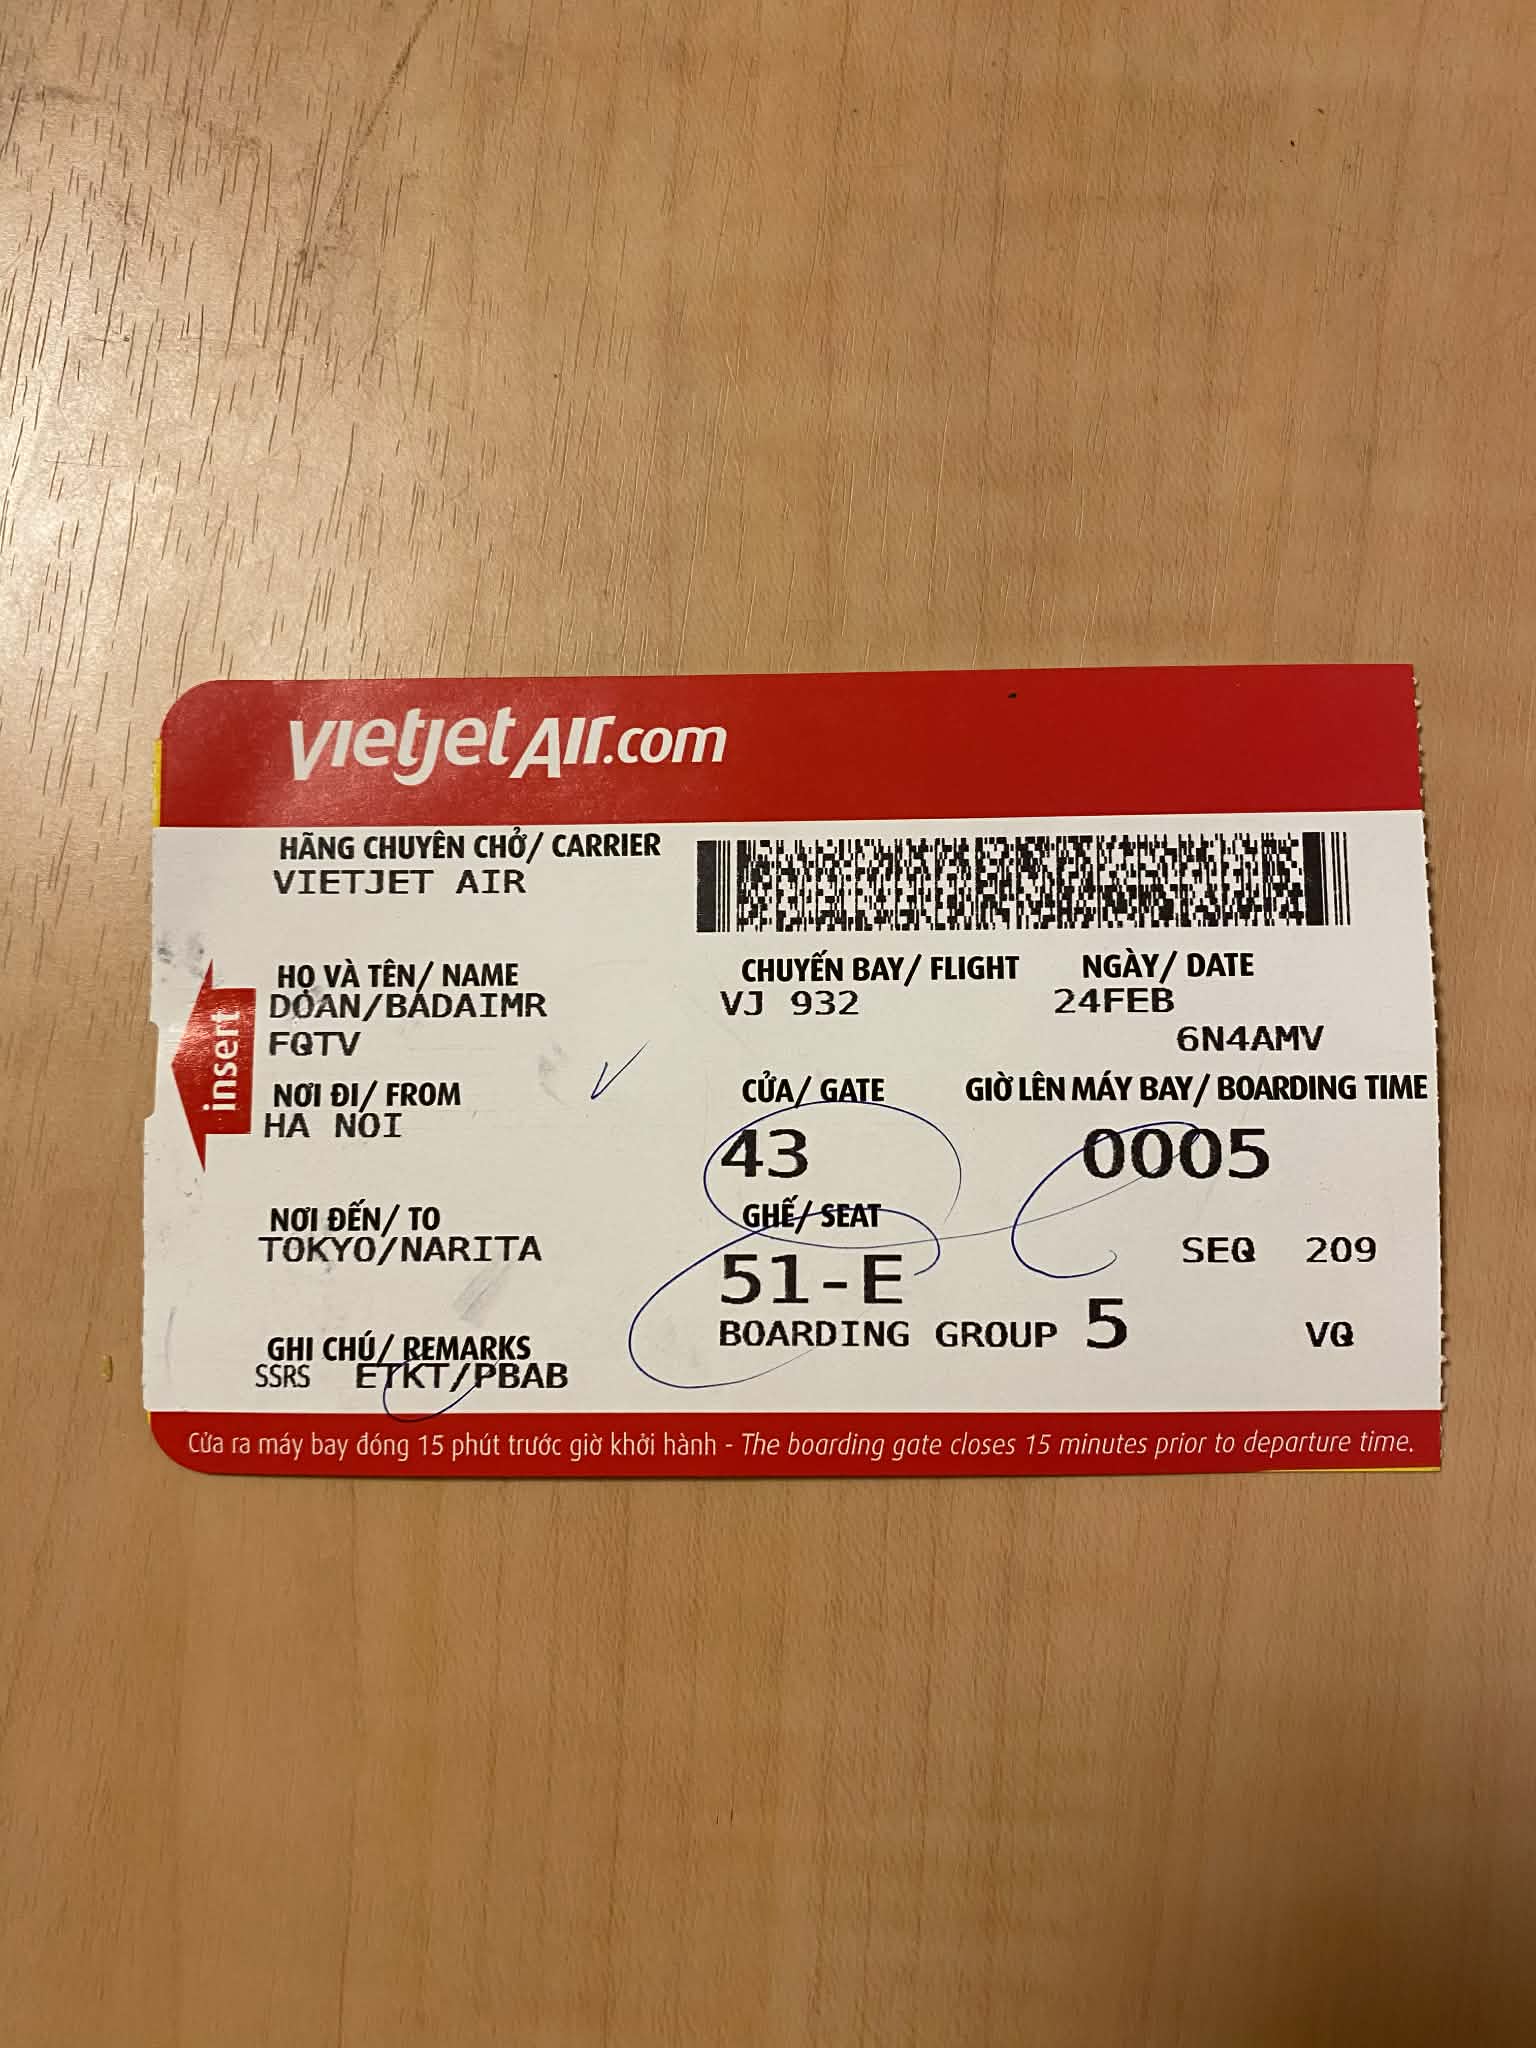 vietjetAir.com
HÃNG CHUYÊN CHỞ/ CARRIER
VIETJET AIR
HỌ VÀ TÊN/ NAME
DOAN/BADAIMR
FQTV
CHUYẾN BAY/ FLIGHT
VJ 932
NGÀY/ DATE
24FEB
6N4AMV
insert
NƠI ĐI/ FROM
HA NOI
CỬA/ GATE
43
GIỜ LÊN MÁY BAY/ BOARDING TIME
0005
NƠI ĐẾN/ TO
TOKYO/NARITA
GHẾ/ SEAT
51-E
SEQ 209
BOARDING GROUP 5
VQ
GHI CHÚ/ REMARKS
SSRS ETKT/PBAB
Cửa ra máy bay đóng 15 phút trước giờ khởi hành - The boarding gate closes 15 minutes prior to departure time.